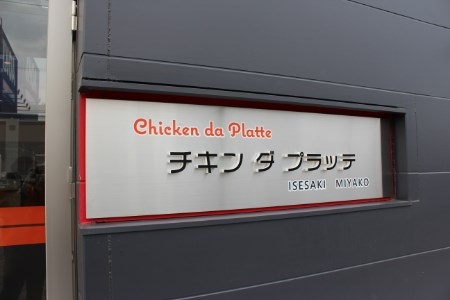 Chicken da Platte
チキン ダ プラッテ
ISESAKI MIYAKO